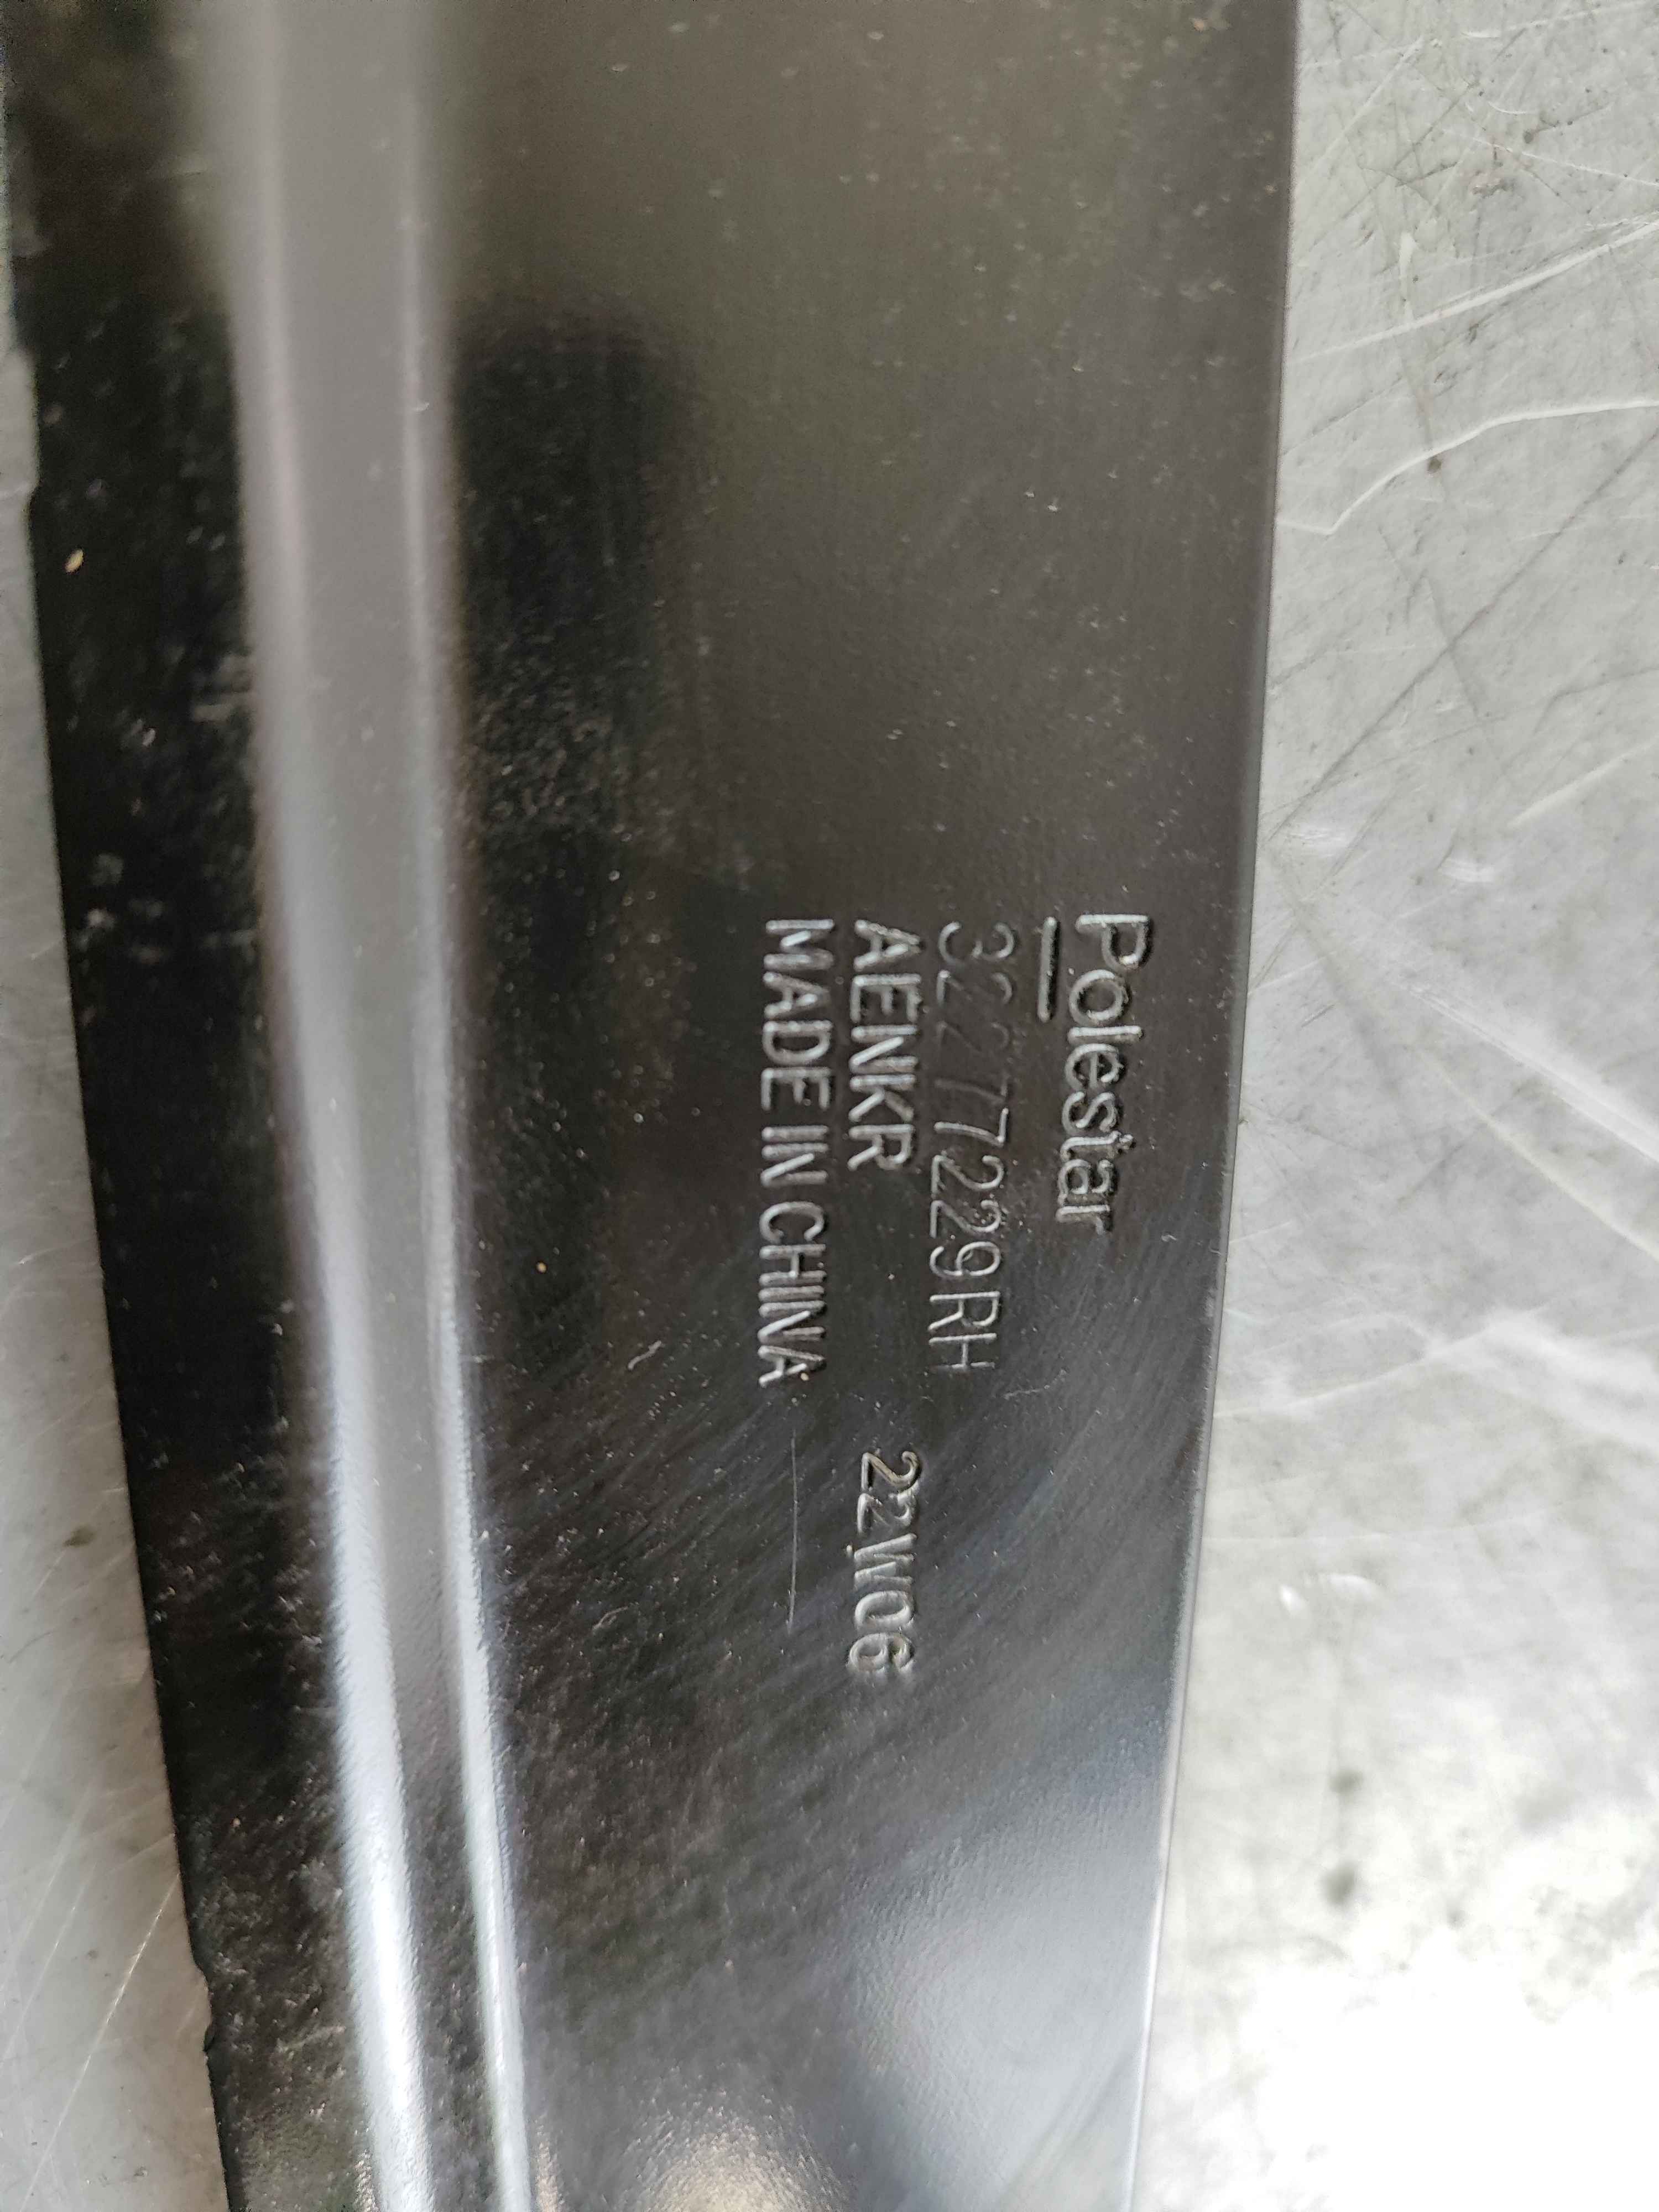 Polestar
32277229RH
AENKR 22W06
MADE IN CHINA